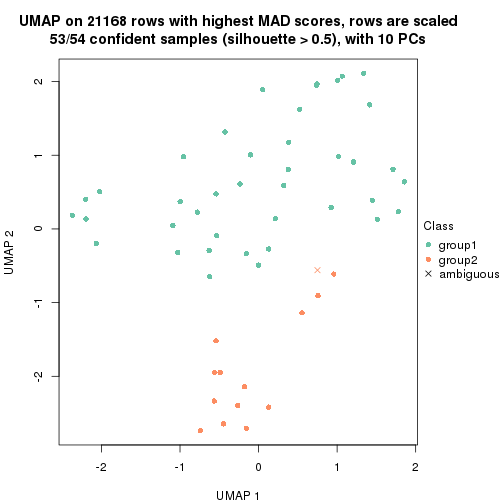 UMAP on 21168 rows with highest MAD scores, rows are scaled
53/54 confident samples (silhouette > 0.5), with 10 PCs
2
1
0
-1
-2
UMAP 2
Class
group1
group2
ambiguous
-2 -1 0 1 2
UMAP 1